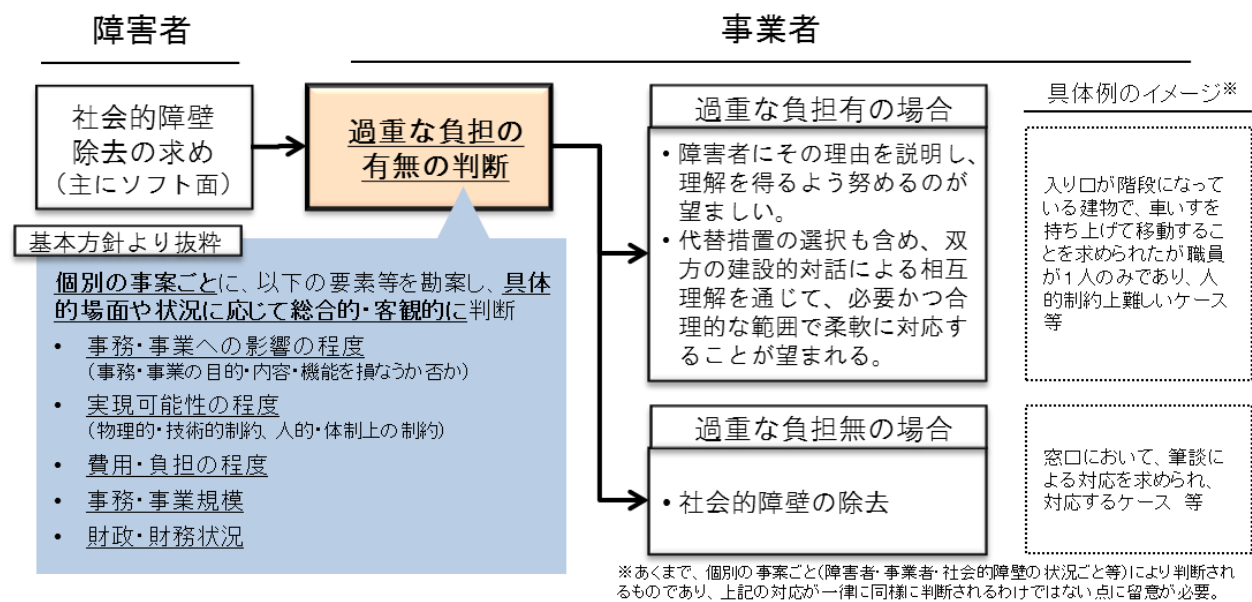 障害者
事業者
社会的障壁
除去の求め
（主にソフト面）
過重な負担の
有無の判断
基本方針より抜粋
個別の事案ごとに、以下の要素等を勘案し、具体
的場面や状況に応じて総合的・客観的に判断
• 事務・事業への影響の程度
（事務・事業の目的・内容・機能を損なうか否か）
• 実現可能性の程度
（物理的・技術的制約、人的・体制上の制約）
• 費用・負担の程度
• 事務・事業規模
• 財政・財務状況
過重な負担有の場合
• 障害者にその理由を説明し、
理解を得るよう努めるのが
望ましい。
• 代替措置の選択も含め、双
方の建設的対話による相互
理解を通じて、必要かつ合
理的な範囲で柔軟に対応す
ることが望まれる。
過重な負担無の場合
• 社会的障壁の除去
具体例のイメージ※
入り口が階段になって
いる建物で、車いすを
持ち上げて移動するこ
とを求められたが職員
が１人のみであり、人
的制約上難しいケース
等
窓口において、筆談に
よる対応を求められ、
対応するケース 等
※あくまで、個別の事案ごと(障害者・事業者・社会的障壁の状況ごと等)により判断され
るものであり、上記の対応が一律に同様に判断されるわけではない点に留意が必要。